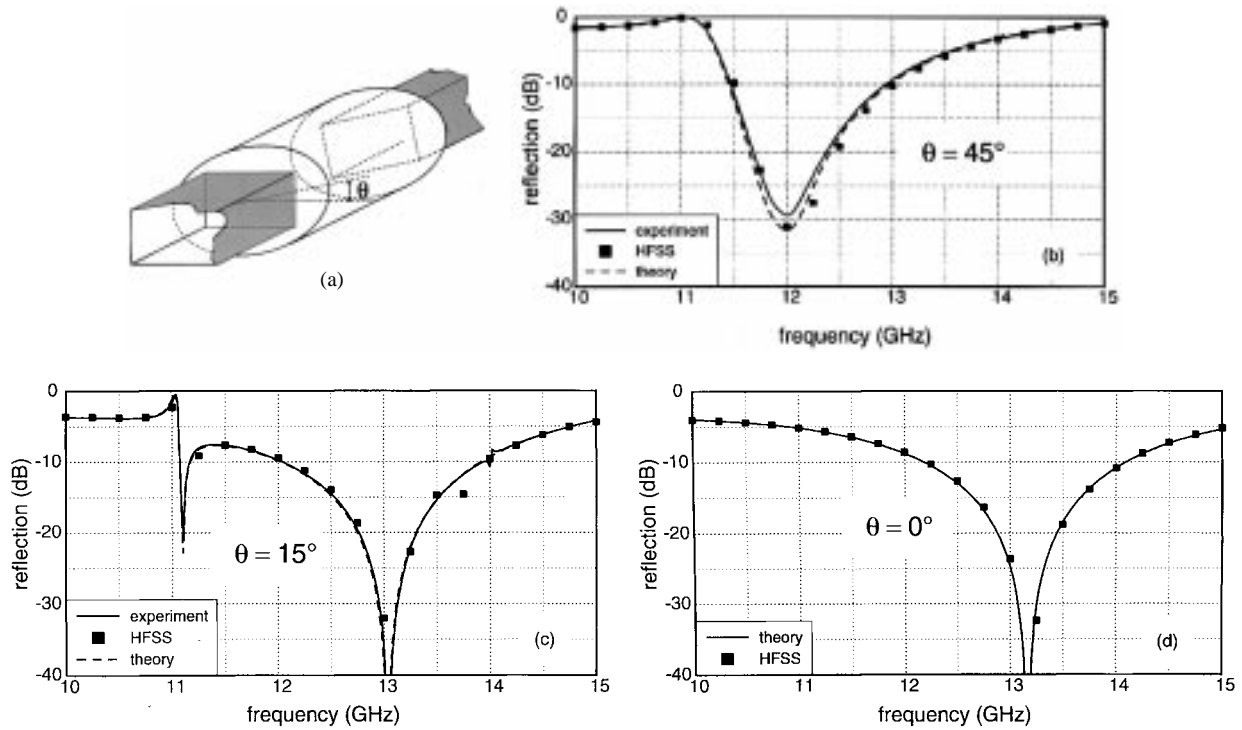 θ
(a)
0
-10
-20
-30
-40
reflection (dB)
θ = 45°
experiment
HFSS
theory
(b)
10 11 12 13 14 15
frequency (GHz)
0
-10
-20
-30
-40
reflection (dB)
θ = 15°
experiment
HFSS
theory
(c)
10 11 12 13 14 15
frequency (GHz)
0
-10
-20
-30
-40
reflection (dB)
θ = 0°
theory
HFSS
(d)
10 11 12 13 14 15
frequency (GHz)